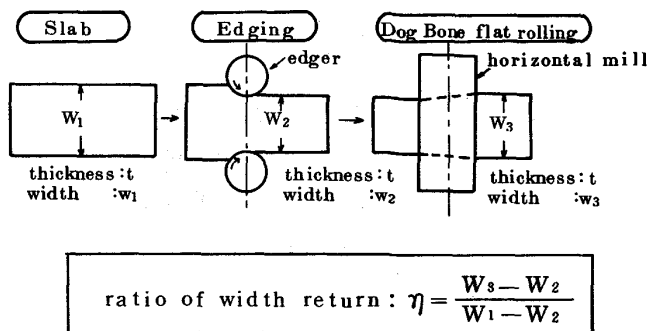 Slab
Edging
Dog Bone flat rolling
edger
horizontal mill
W₁
W₂
W₃
thickness:t
width :w₁
thickness:t
width :w₂
thickness:t
width :w₃
ratio of width return: η = (W₃ − W₂) / (W₁ − W₂)